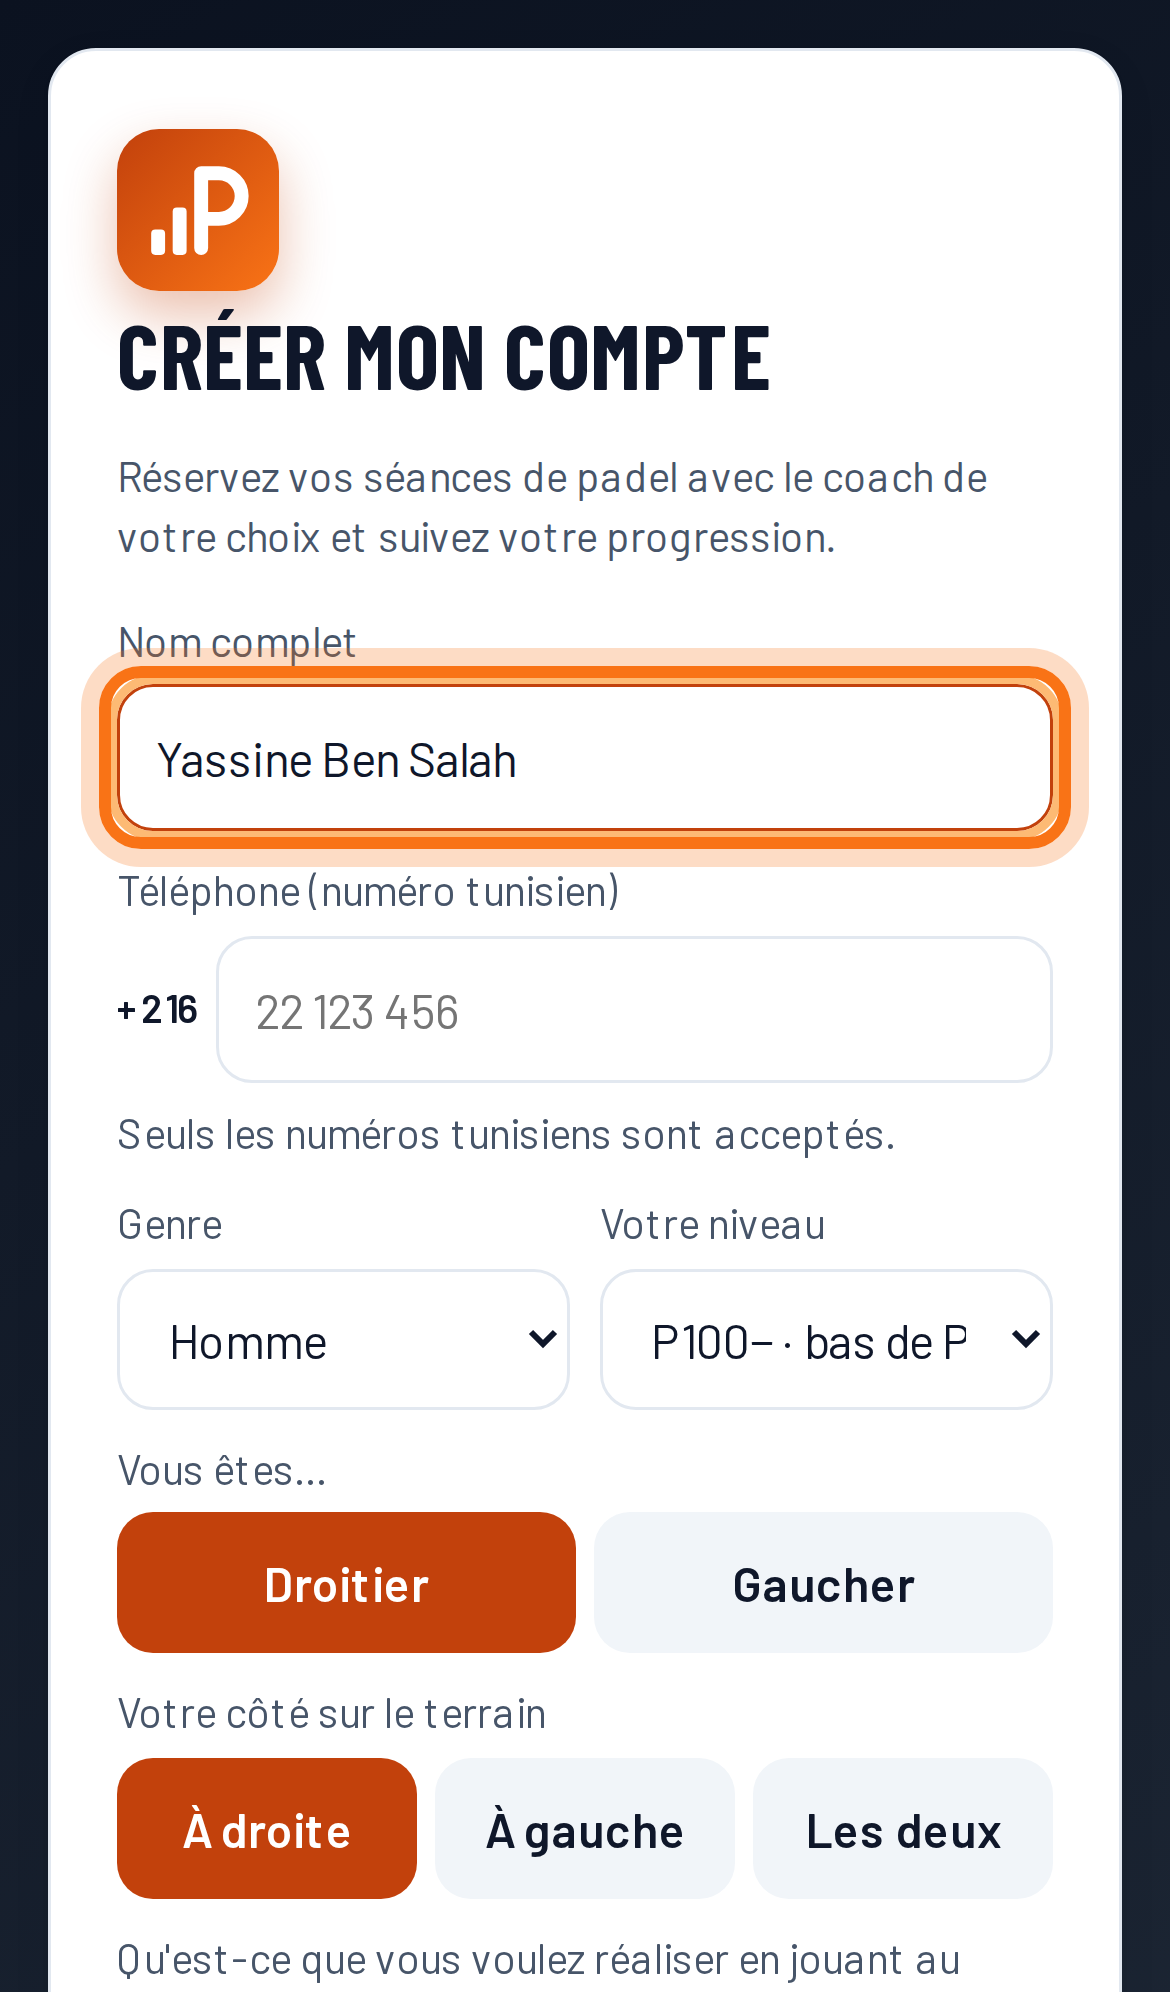 P
CRÉER MON COMPTE
Réservez vos séances de padel avec le coach de
votre choix et suivez votre progression.
Nom complet
Yassine Ben Salah
Téléphone (numéro tunisien)
+216 22 123 456
Seuls les numéros tunisiens sont acceptés.
Genre Votre niveau
Homme P100– · bas de P
Vous êtes...
Droitier Gaucher
Votre côté sur le terrain
À droite À gauche Les deux
Qu'est-ce que vous voulez réaliser en jouant au